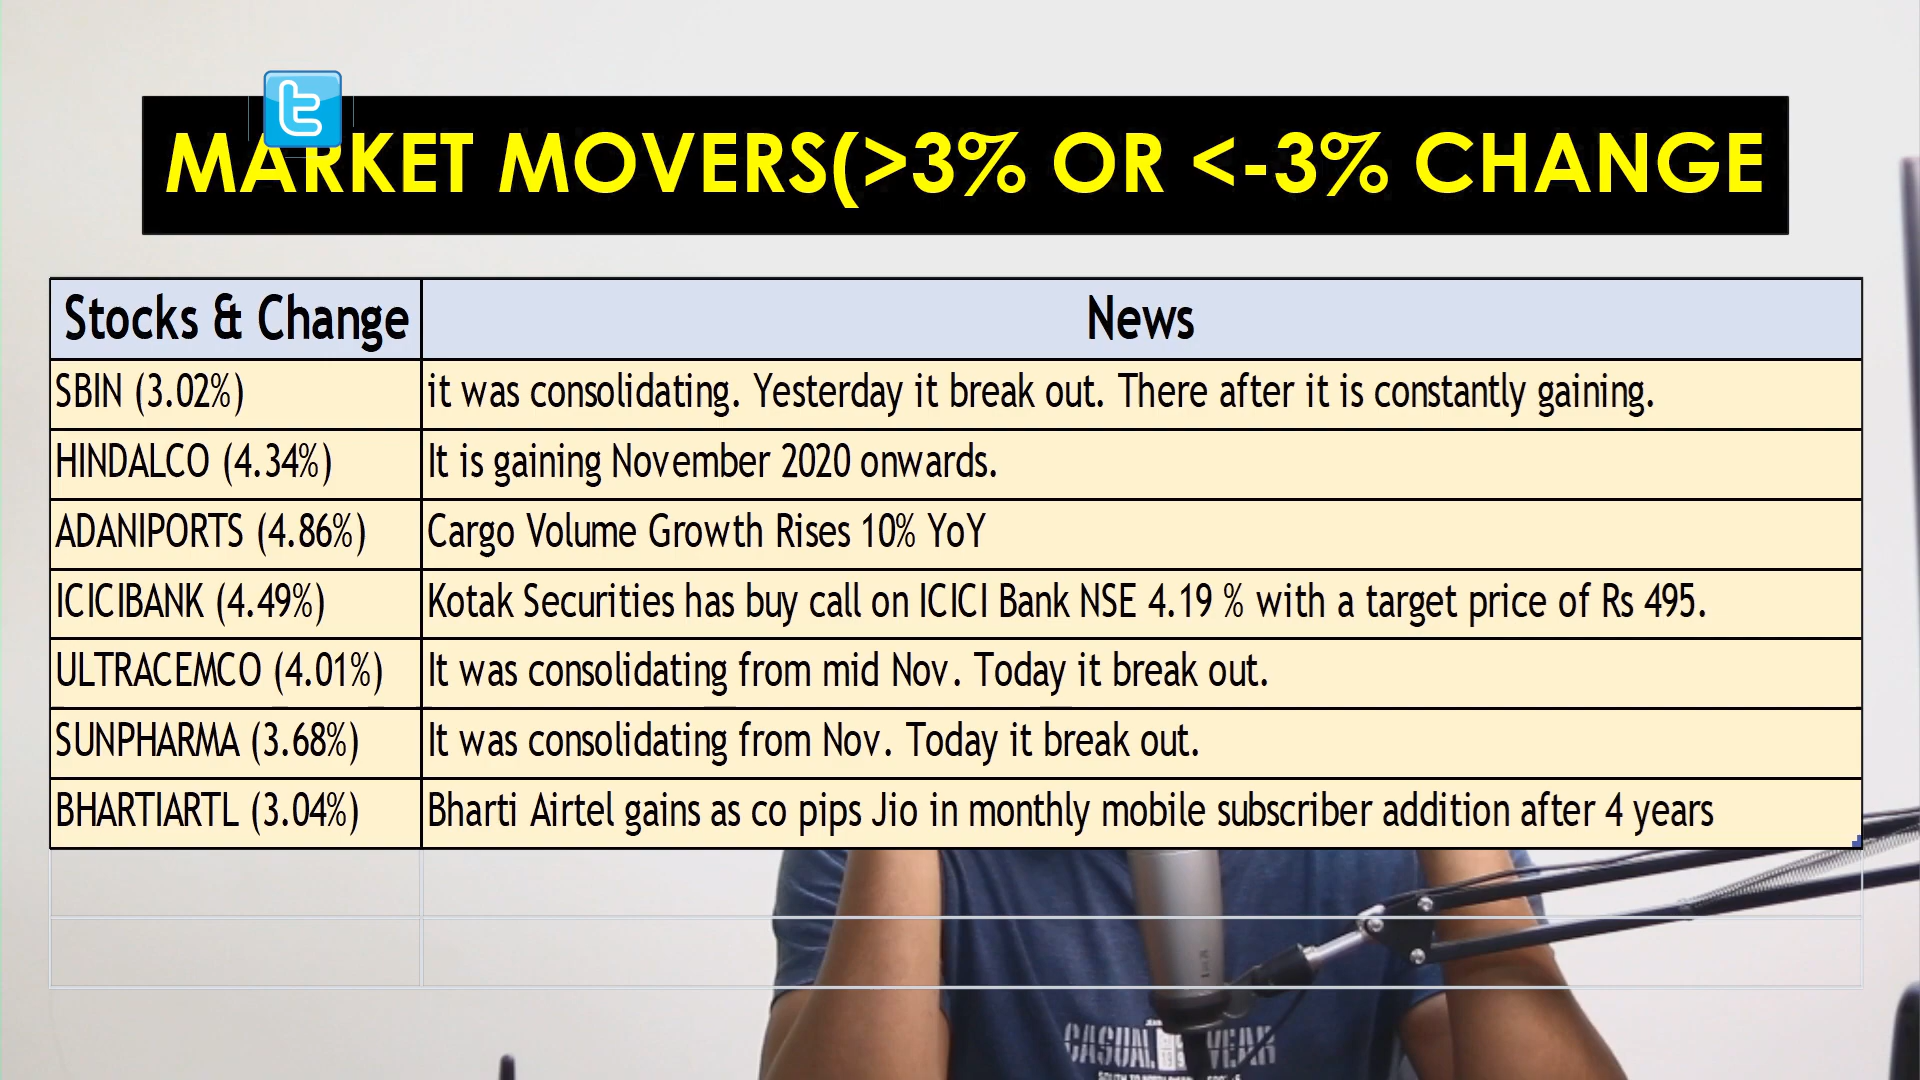 t
MARKET MOVERS(>3% OR <-3% CHANGE
Stocks & Change News
SBIN (3.02%) it was consolidating. Yesterday it break out. There after it is constantly gaining.
HINDALCO (4.34%) It is gaining November 2020 onwards.
ADANIPORTS (4.86%) Cargo Volume Growth Rises 10% YoY
ICICIBANK (4.49%) Kotak Securities has buy call on ICICI Bank NSE 4.19 % with a target price of Rs 495.
ULTRACEMCO (4.01%) It was consolidating from mid Nov. Today it break out.
SUNPHARMA (3.68%) It was consolidating from Nov. Today it break out.
BHARTIARTL (3.04%) Bharti Airtel gains as co pips Jio in monthly mobile subscriber addition after 4 years
CASUAL WEAR